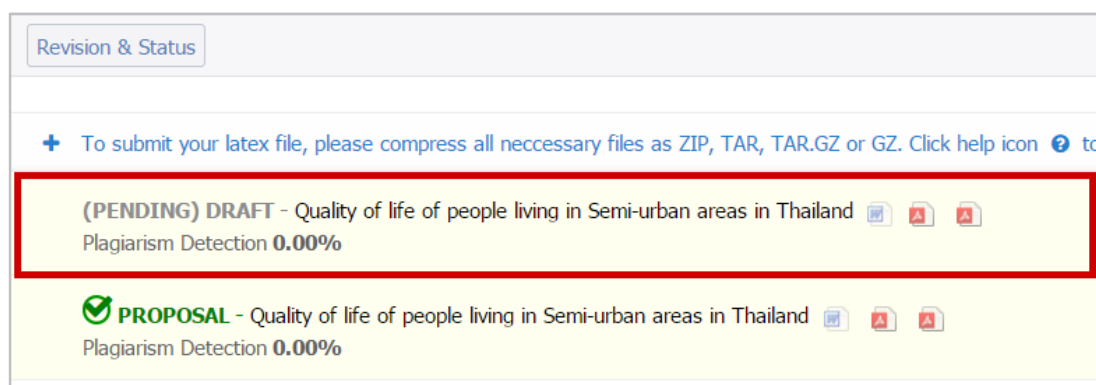 Revision & Status
To submit your latex file, please compress all neccessary files as ZIP, TAR, TAR.GZ or GZ. Click help icon to
(PENDING) DRAFT - Quality of life of people living in Semi-urban areas in Thailand
Plagiarism Detection 0.00%
PROPOSAL - Quality of life of people living in Semi-urban areas in Thailand
Plagiarism Detection 0.00%